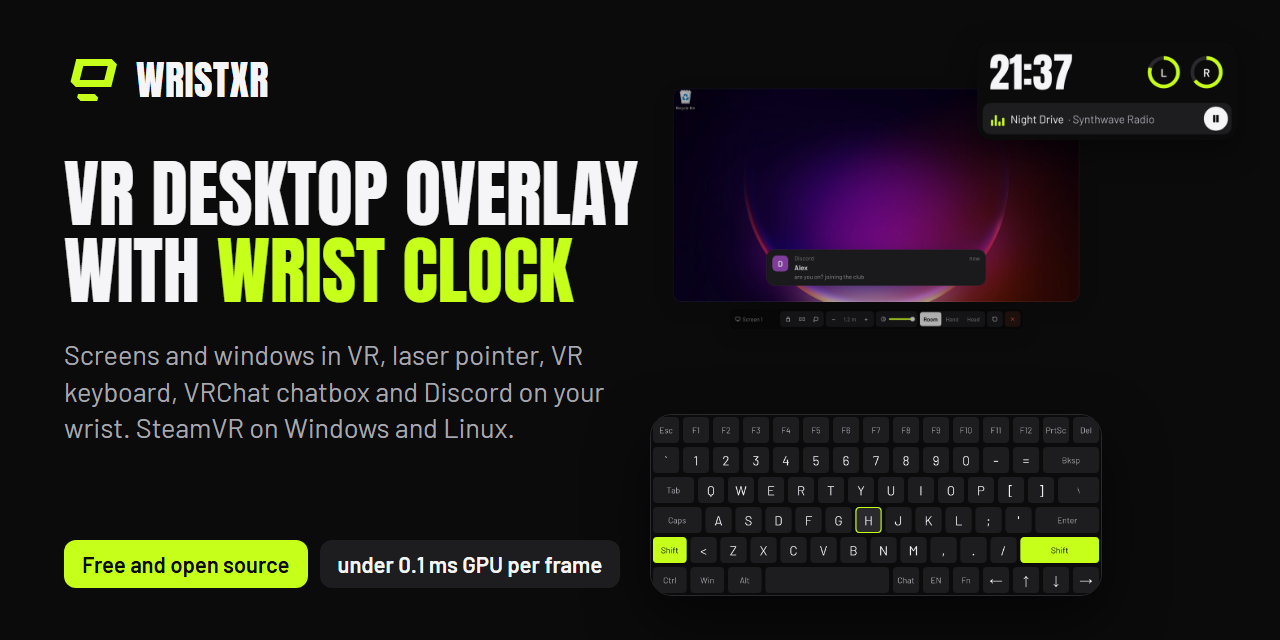 WRISTXR
VR DESKTOP OVERLAY
WITH WRIST CLOCK
Screens and windows in VR, laser pointer, VR
keyboard, VRChat chatbox and Discord on your
wrist. SteamVR on Windows and Linux.
Free and open source
under 0.1 ms GPU per frame
21:37
L R
Night Drive · Synthwave Radio
Recycle Bin
D Discord now
Alex
are you on? joining the club
Screen 1 − 1.2 m + Room Hand Head ×
Esc F1 F2 F3 F4 F5 F6 F7 F8 F9 F10 F11 F12 PrtSc Del
` 1 2 3 4 5 6 7 8 9 0 - = Bksp
Tab Q W E R T Y U I O P [ ] \
Caps A S D F G H J K L ; ' Enter
Shift < Z X C V B N M , . / Shift
Ctrl Win Alt Chat EN Fn ← ↑ ↓ →